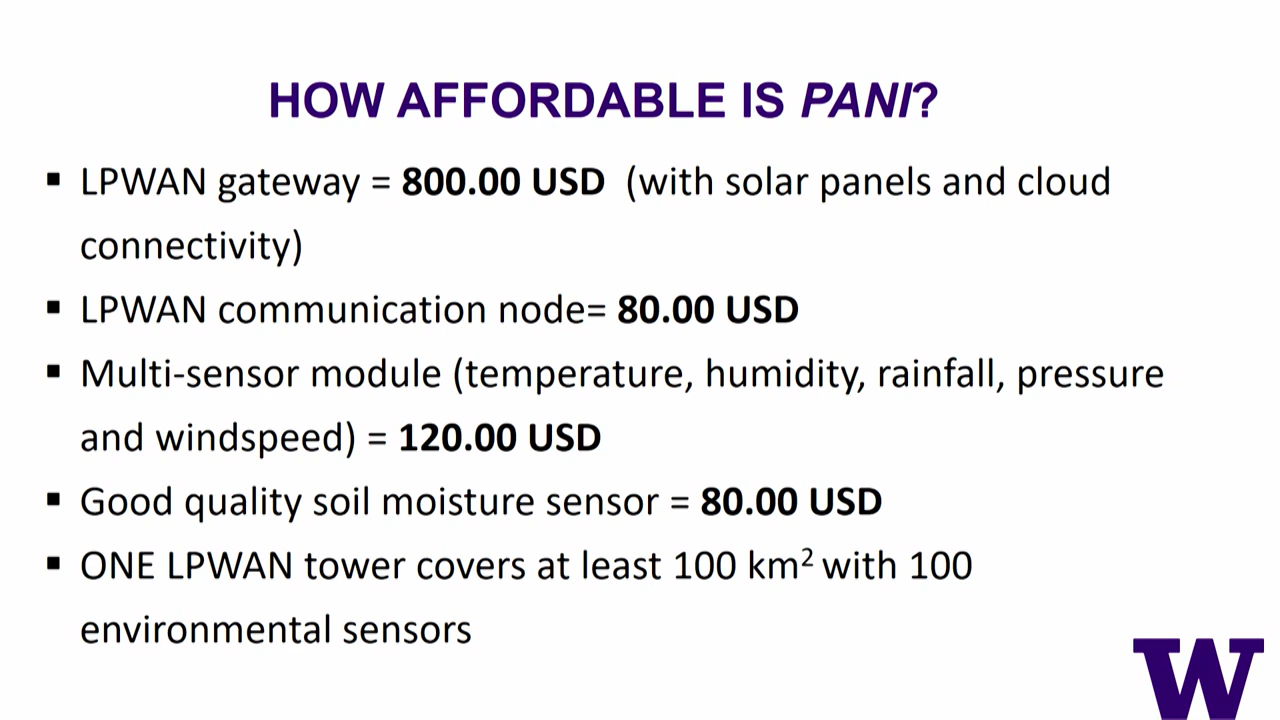 HOW AFFORDABLE IS PANI?
▪ LPWAN gateway = 800.00 USD (with solar panels and cloud
connectivity)
▪ LPWAN communication node= 80.00 USD
▪ Multi-sensor module (temperature, humidity, rainfall, pressure
and windspeed) = 120.00 USD
▪ Good quality soil moisture sensor = 80.00 USD
▪ ONE LPWAN tower covers at least 100 km² with 100
environmental sensors
W